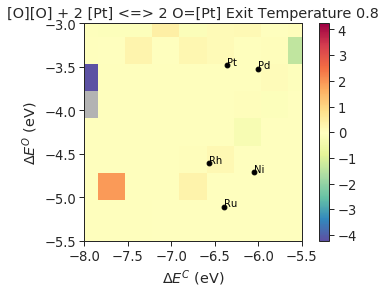 [O][O] + 2 [Pt] <=> 2 O=[Pt] Exit Temperature 0.8
−3.0
−3.5
−4.0
−4.5
−5.0
−5.5
ΔE^O (eV)
Pt
Pd
Rh
Ni
Ru
−8.0 −7.5 −7.0 −6.5 −6.0 −5.5
ΔE^C (eV)
4
3
2
1
0
−1
−2
−3
−4